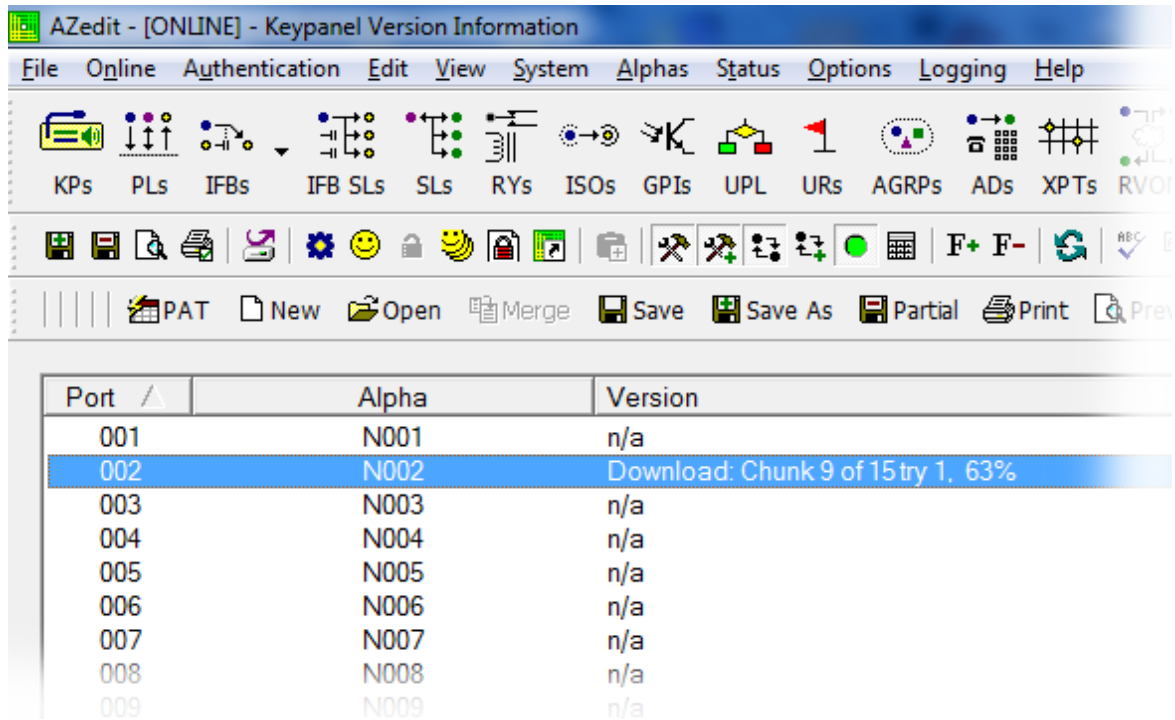 AZedit - [ONLINE] - Keypanel Version Information
File Online Authentication Edit View System Alphas Status Options Logging Help
KPs PLs IFBs IFB SLs SLs RYs ISOs GPIs UPL URs AGRPs ADs XPTs RVON
F+ F- ABC
PAT New Open Merge Save Save As Partial Print Prev
Port Alpha Version
001 N001 n/a
002 N002 Download: Chunk 9 of 15 try 1, 63%
003 N003 n/a
004 N004 n/a
005 N005 n/a
006 N006 n/a
007 N007 n/a
008 N008 n/a
009 N009 n/a